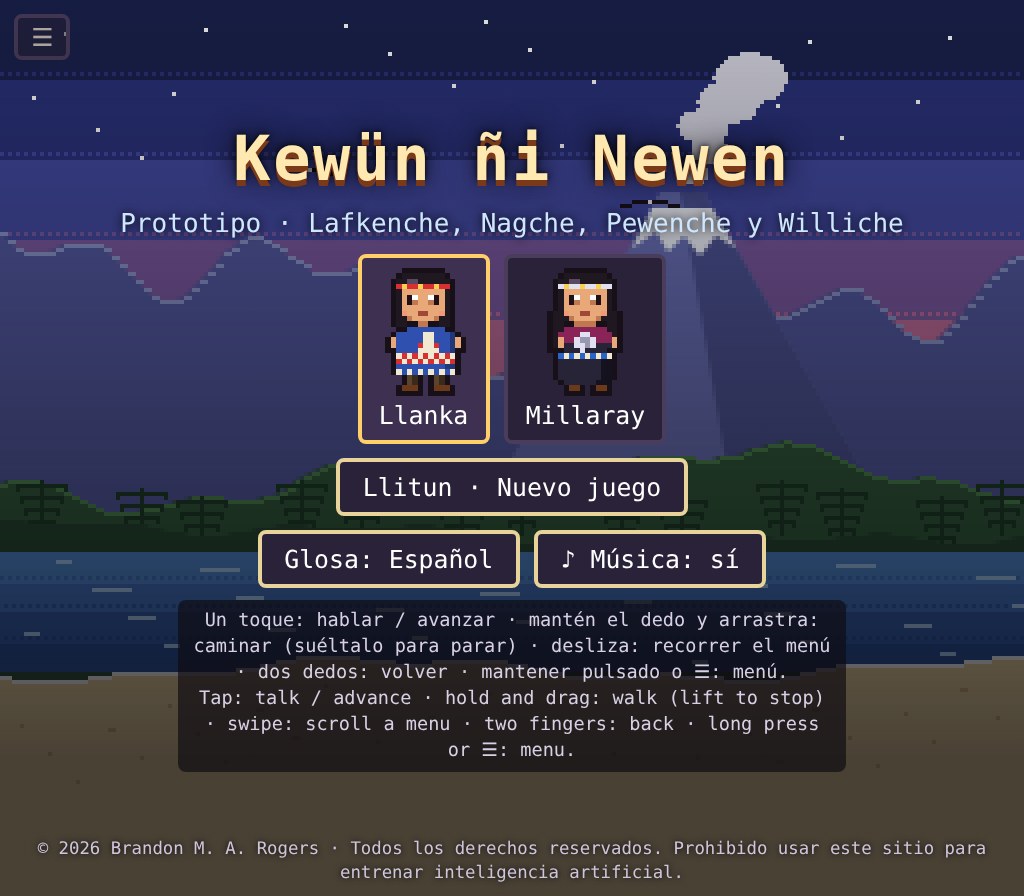 ☰
Kewün ñi Newen
Prototipo · Lafkenche, Nagche, Pewenche y Williche
Llanka
Millaray
Llitun · Nuevo juego
Glosa: Español
♪ Música: sí
Un toque: hablar / avanzar · mantén el dedo y arrastra:
caminar (suéltalo para parar) · desliza: recorrer el menú
· dos dedos: volver · mantener pulsado o ☰: menú.
Tap: talk / advance · hold and drag: walk (lift to stop)
· swipe: scroll a menu · two fingers: back · long press
or ☰: menu.
© 2026 Brandon M. A. Rogers · Todos los derechos reservados. Prohibido usar este sitio para
entrenar inteligencia artificial.